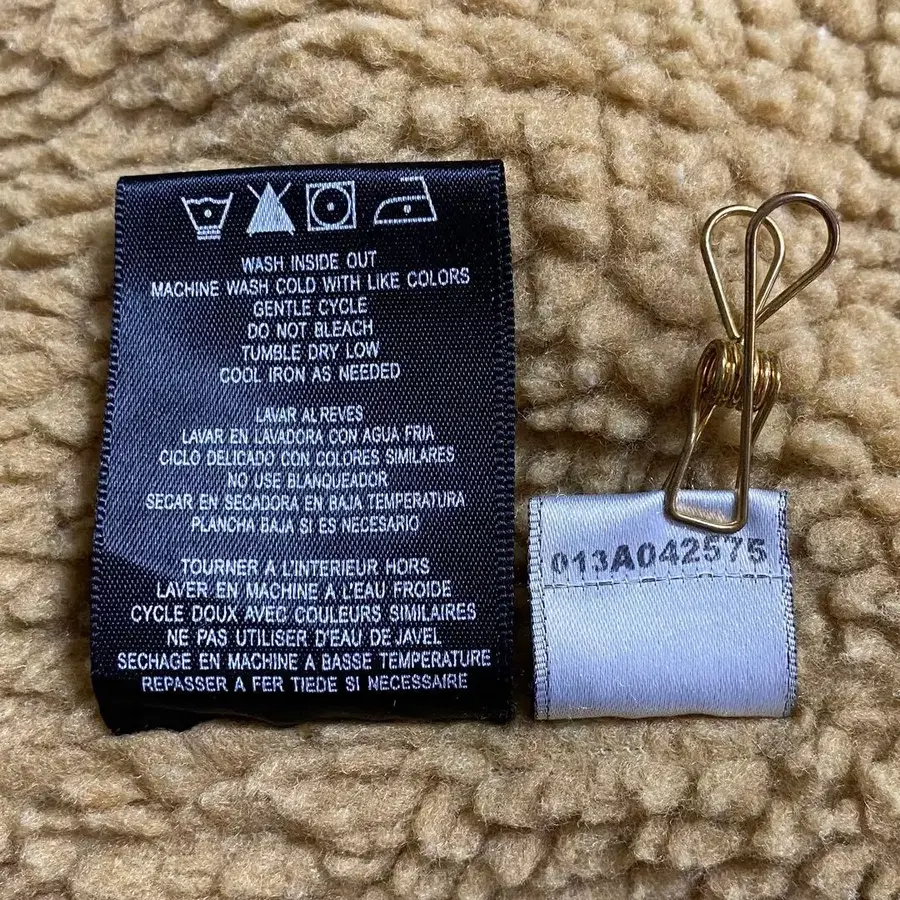 WASH INSIDE OUT
MACHINE WASH COLD WITH LIKE COLORS
GENTLE CYCLE
DO NOT BLEACH
TUMBLE DRY LOW
COOL IRON AS NEEDED
LAVAR AL REVES
LAVAR EN LAVADORA CON AGUA FRIA
CICLO DELICADO CON COLORES SIMILARES
NO USE BLANQUEADOR
SECAR EN SECADORA EN BAJA TEMPERATURA
PLANCHA BAJA SI ES NECESARIO
TOURNER A L'INTERIEUR HORS
LAVER EN MACHINE A L'EAU FROIDE
CYCLE DOUX AVEC COULEURS SIMILAIRES
NE PAS UTILISER D'EAU DE JAVEL
SECHAGE EN MACHINE A BASSE TEMPERATURE
REPASSER A FER TIEDE SI NECESSAIRE
013A042575